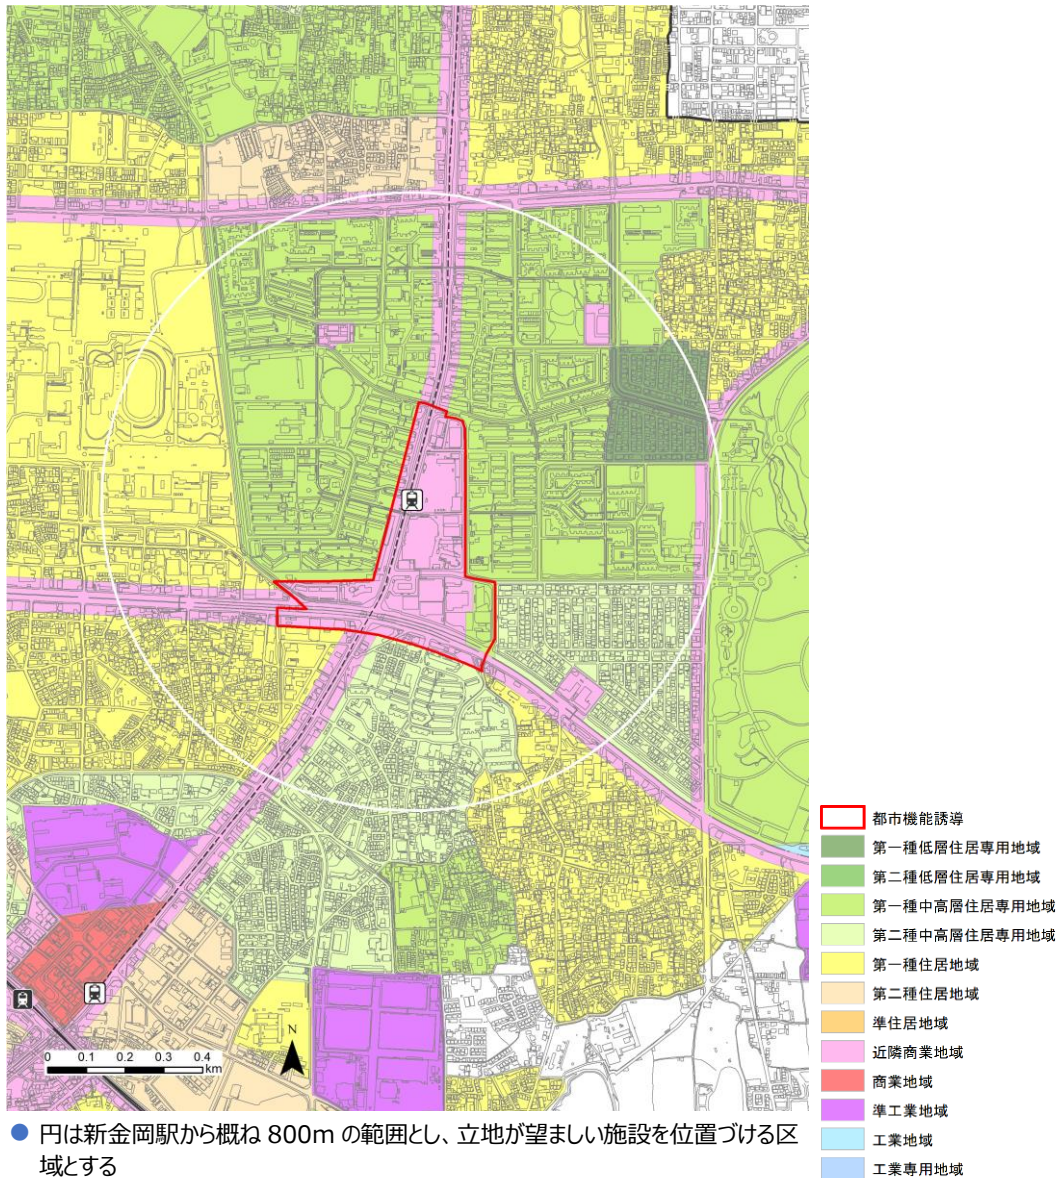 都市機能誘導
第一種低層住居専用地域
第二種低層住居専用地域
第一種中高層住居専用地域
第二種中高層住居専用地域
第一種住居地域
第二種住居地域
準住居地域
近隣商業地域
商業地域
準工業地域
工業地域
工業専用地域
N
0 0.1 0.2 0.3 0.4
km
● 円は新金岡駅から概ね 800m の範囲とし、立地が望ましい施設を位置づける区
域とする